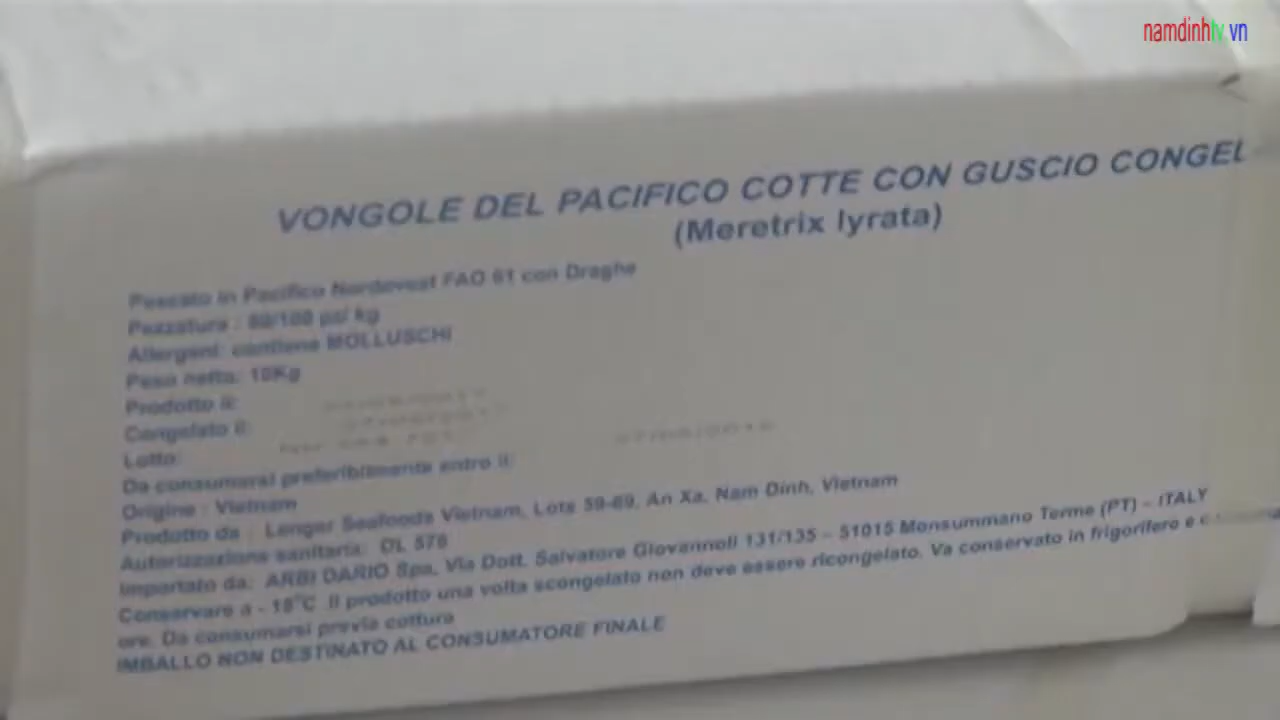 namdinhtv.vn
VONGOLE DEL PACIFICO COTTE CON GUSCIO CONGEL
(Meretrix lyrata)
Pescato in Pacifico Nordovest FAO 61 con Draghe
Pezzatura : 80/100 psi kg
Allergeni: contiene MOLLUSCHI
Peso netto: 10Kg
Prodotto il:
Congelato il:
Lotto:
Da consumarsi preferibilmente entro il:
Origine : Vietnam
Prodotto da : Lenger Seafoods Vietnam, Lots 59-69, An Xa, Nam Dinh, Vietnam
Autorizzazione sanitaria: DL 576
Importato da: ARBI DARIO Spa, Via Dott. Salvatore Giovannoli 131/135 – 51015 Monsummano Terme (PT) – ITALY
Conservare a - 18°C .Il prodotto una volta scongelato non deve essere ricongelato. Va conservato in frigorifero e
ore. Da consumarsi previa cottura
IMBALLO NON DESTINATO AL CONSUMATORE FINALE